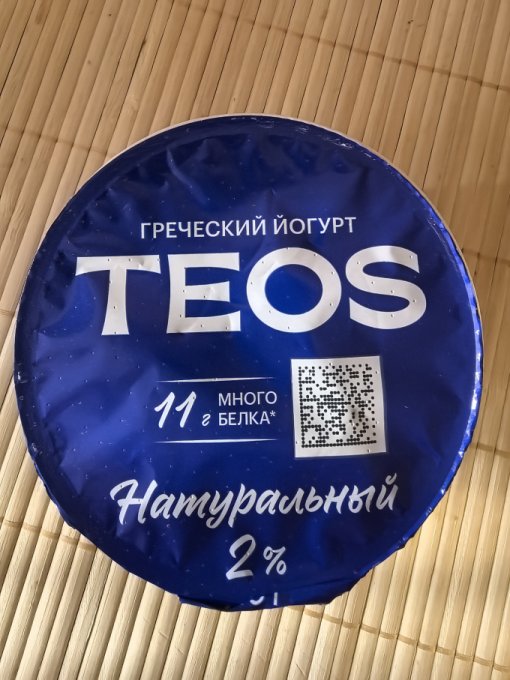 ГРЕЧЕСКИЙ ЙОГУРТ
TEOS
11 г
МНОГО
БЕЛКА*
Натуральный
2%